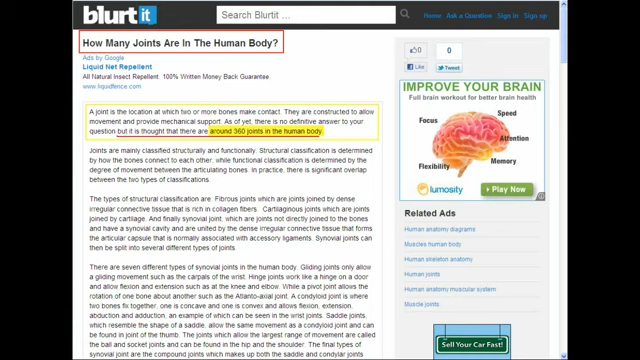 blurtit
Search Blurtit...
Home Ask a Question Sign in Sign up
How Many Joints Are In The Human Body?
Ads by Google
Liquid Net Repellent
All Natural Insect Repellent. 100% Written Money Back Guarantee
www.liquidfence.com
0
Like
0
Tweet
A joint is the location at which two or more bones make contact. They are constructed to allow
movement and provide mechanical support. As of yet, there is no definitive answer to your
question but it is thought that there are around 360 joints in the human body.
Joints are mainly classified structurally and functionally. Structural classification is determined
by how the bones connect to each other, while functional classification is determined by the
degree of movement between the articulating bones. In practice, there is significant overlap
between the two types of classifications.
The types of structural classification are: Fibrous joints which are joined by dense
irregular connective tissue that is rich in collagen fibers. Cartilaginous joints which are joints
joined by cartilage. And finally synovial joint, which are joints not directly joined to the bones
and have a synovial cavity and are united by the dense irregular connective tissue that forms
the articular capsule that is normally associated with accessory ligaments. Synovial joints can
then be split into several different types of joints.
There are seven different types of synovial joints in the human body. Gliding joints only allow
a gliding movement such as the carpals of the wrist. Hinge joints work like a hinge on a door
and allow flexion and extension such as at the knee and elbow. While a pivot joint allows the
rotation of one bone about another such as the Atlanto-axial joint. A condyloid joint is where
two bones fix together, one is concave and one is convex and allows flexion, extension,
abduction and adduction, an example of which can be seen in the wrist joints. Saddle joints,
which resemble the shape of a saddle, allow the same movement as a condyloid joint and can
be found in joint of the thumb. The joints which allow the largest range of movement are called
the ball and socket joints and can be found in the hip and the shoulder. The final types of
synovial joint are the compound joints which makes up both the saddle and condylar joints
IMPROVE YOUR BRAIN
Full brain workout for better health...
Focus
Speed
Attention
Memory
Flexibility
lumosity
Play Now
Related Ads
Human anatomy diagrams
Muscles human body
Human skeleton anatomy
Human joints
Human anatomy muscular system
Muscle joints
Sell Your Car Fast!